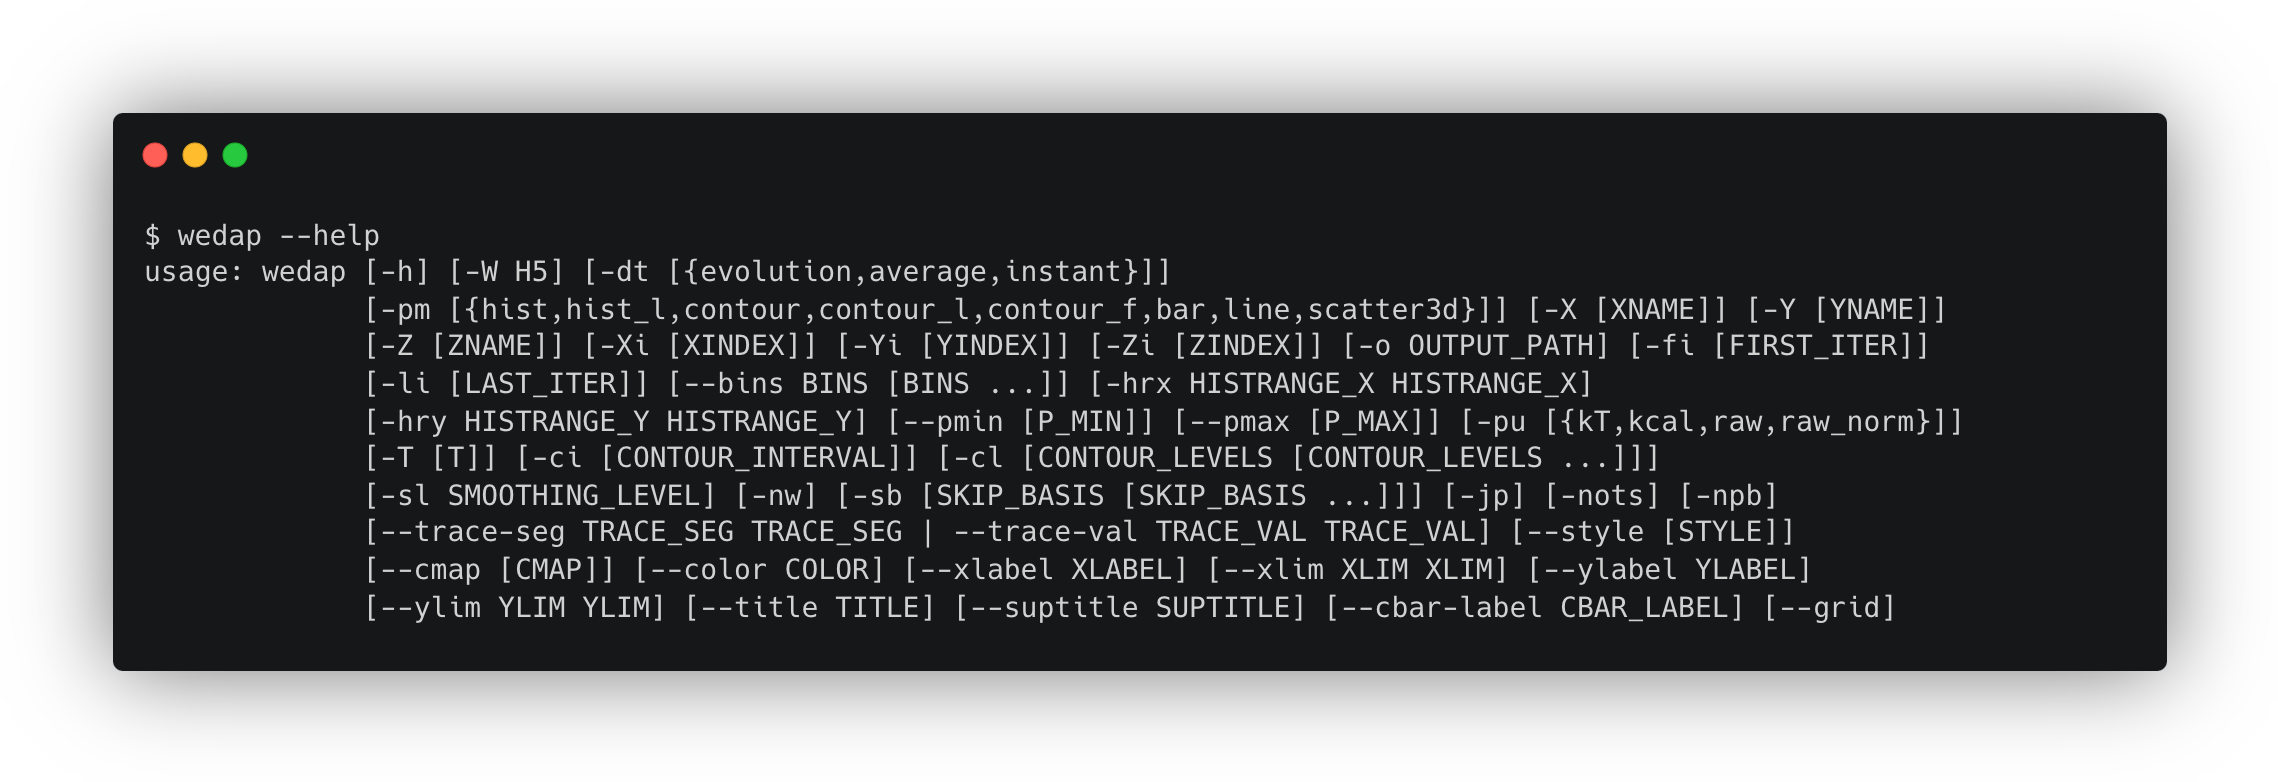 $ wedap --help
usage: wedap [-h] [-W H5] [-dt [{evolution,average,instant}]]
[-pm [{hist,hist_l,contour,contour_l,contour_f,bar,line,scatter3d}]] [-X [XNAME]] [-Y [YNAME]]
[-Z [ZNAME]] [-Xi [XINDEX]] [-Yi [YINDEX]] [-Zi [ZINDEX]] [-o OUTPUT_PATH] [-fi [FIRST_ITER]]
[-li [LAST_ITER]] [--bins BINS [BINS ...]] [-hrx HISTRANGE_X HISTRANGE_X]
[-hry HISTRANGE_Y HISTRANGE_Y] [--pmin [P_MIN]] [--pmax [P_MAX]] [-pu [{kT,kcal,raw,raw_norm}]]
[-T [T]] [-ci [CONTOUR_INTERVAL]] [-cl [CONTOUR_LEVELS [CONTOUR_LEVELS ...]]]
[-sl SMOOTHING_LEVEL] [-nw] [-sb [SKIP_BASIS [SKIP_BASIS ...]]] [-jp] [-nots] [-npb]
[--trace-seg TRACE_SEG TRACE_SEG | --trace-val TRACE_VAL TRACE_VAL] [--style [STYLE]]
[--cmap [CMAP]] [--color COLOR] [--xlabel XLABEL] [--xlim XLIM XLIM] [--ylabel YLABEL]
[--ylim YLIM YLIM] [--title TITLE] [--suptitle SUPTITLE] [--cbar-label CBAR_LABEL] [--grid]